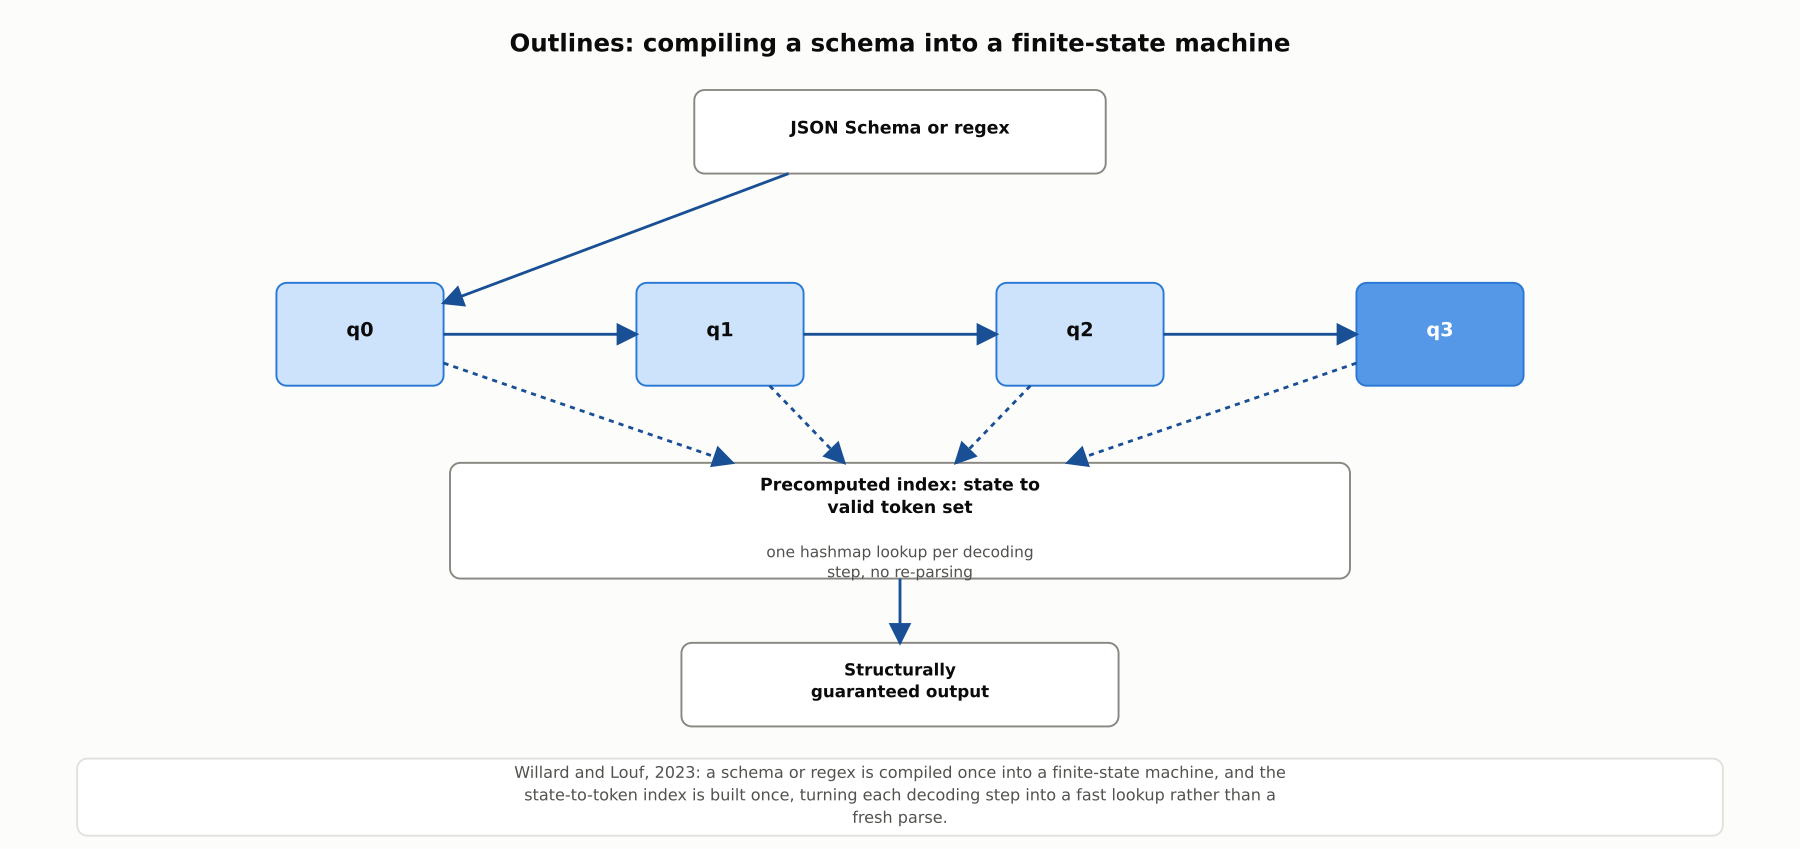 Outlines: compiling a schema into a finite-state machine
JSON Schema or regex
q0
q1
q2
q3
Precomputed index: state to
valid token set
one hashmap lookup per decoding
step, no re-parsing
Structurally
guaranteed output
Willard and Louf, 2023: a schema or regex is compiled once into a finite-state machine, and the
state-to-token index is built once, turning each decoding step into a fast lookup rather than a
fresh parse.